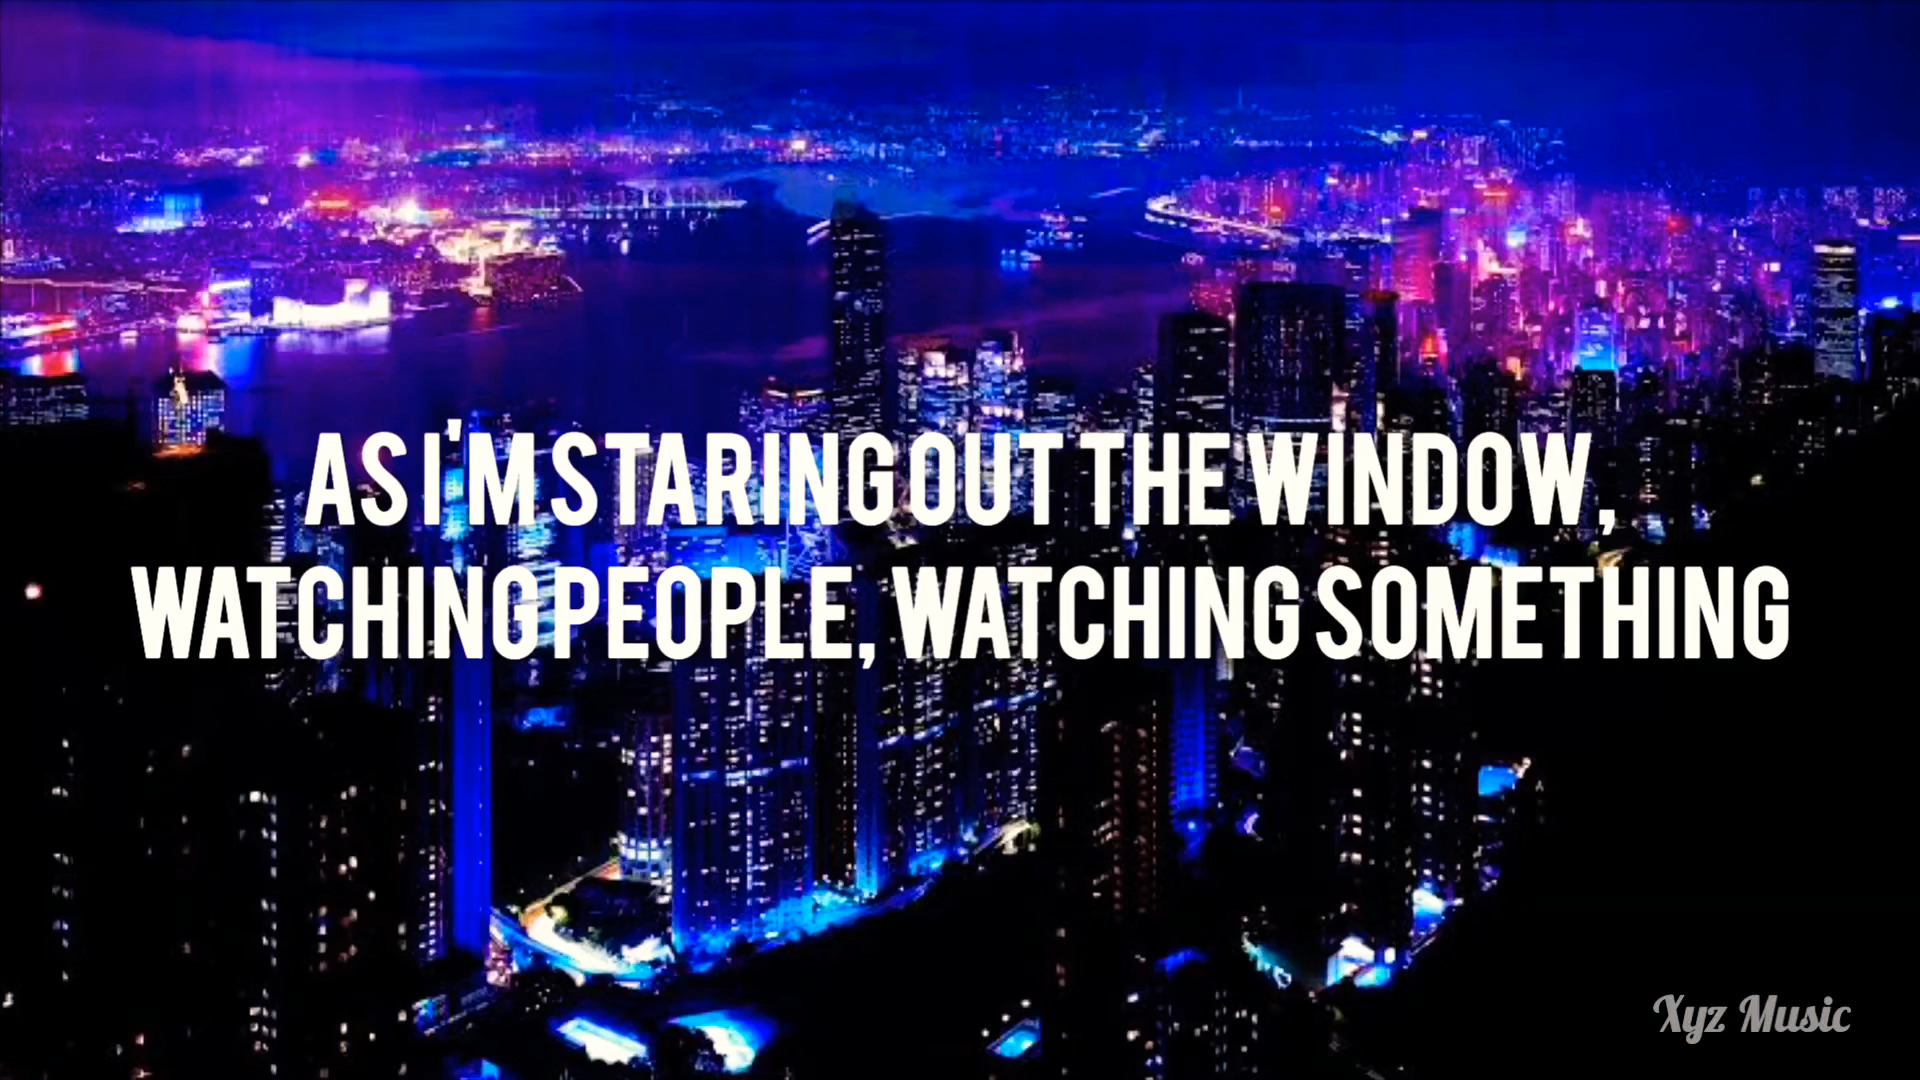 AS I'M STARING OUT THE WINDOW,
WATCHING PEOPLE, WATCHING SOMETHING
Xyz Music